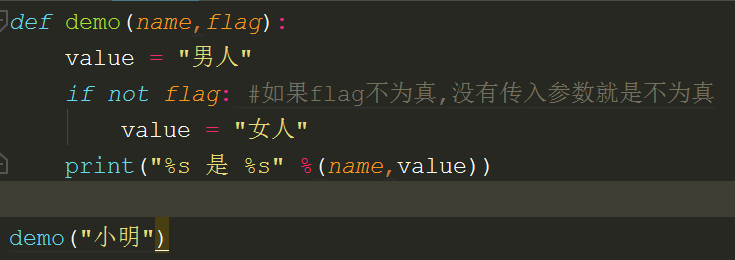 def demo(name,flag):
    value = "男人"
    if not flag: #如果flag不为真,没有传入参数就是不为真
        value = "女人"
    print("%s 是 %s" %(name,value))
demo("小明")